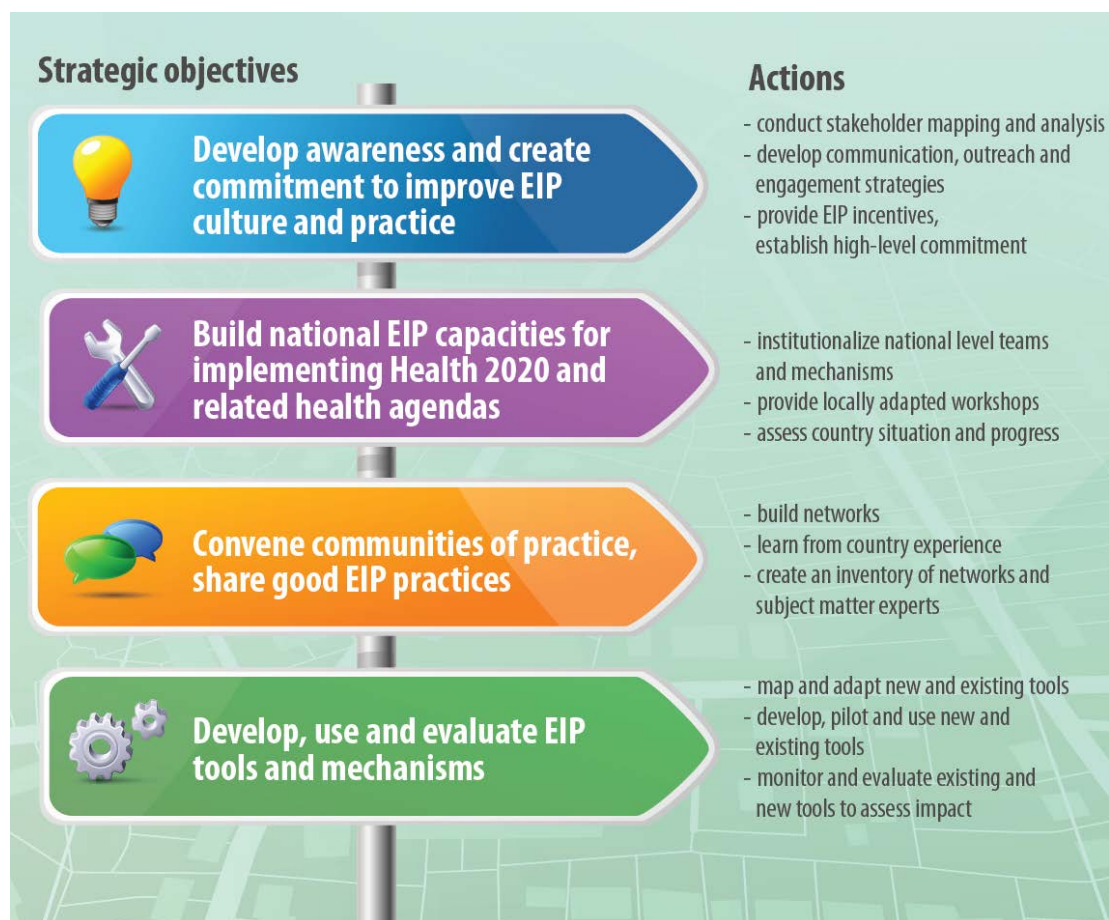 Strategic objectives
Develop awareness and create
commitment to improve EIP
culture and practice
Build national EIP capacities for
implementing Health 2020 and
related health agendas
Convene communities of practice,
share good EIP practices
Develop, use and evaluate EIP
tools and mechanisms
Actions
- conduct stakeholder mapping and analysis
- develop communication, outreach and
engagement strategies
- provide EIP incentives,
establish high-level commitment
- institutionalize national level teams
and mechanisms
- provide locally adapted workshops
- assess country situation and progress
- build networks
- learn from country experience
- create an inventory of networks and
subject matter experts
- map and adapt new and existing tools
- develop, pilot and use new and
existing tools
- monitor and evaluate existing and
new tools to assess impact